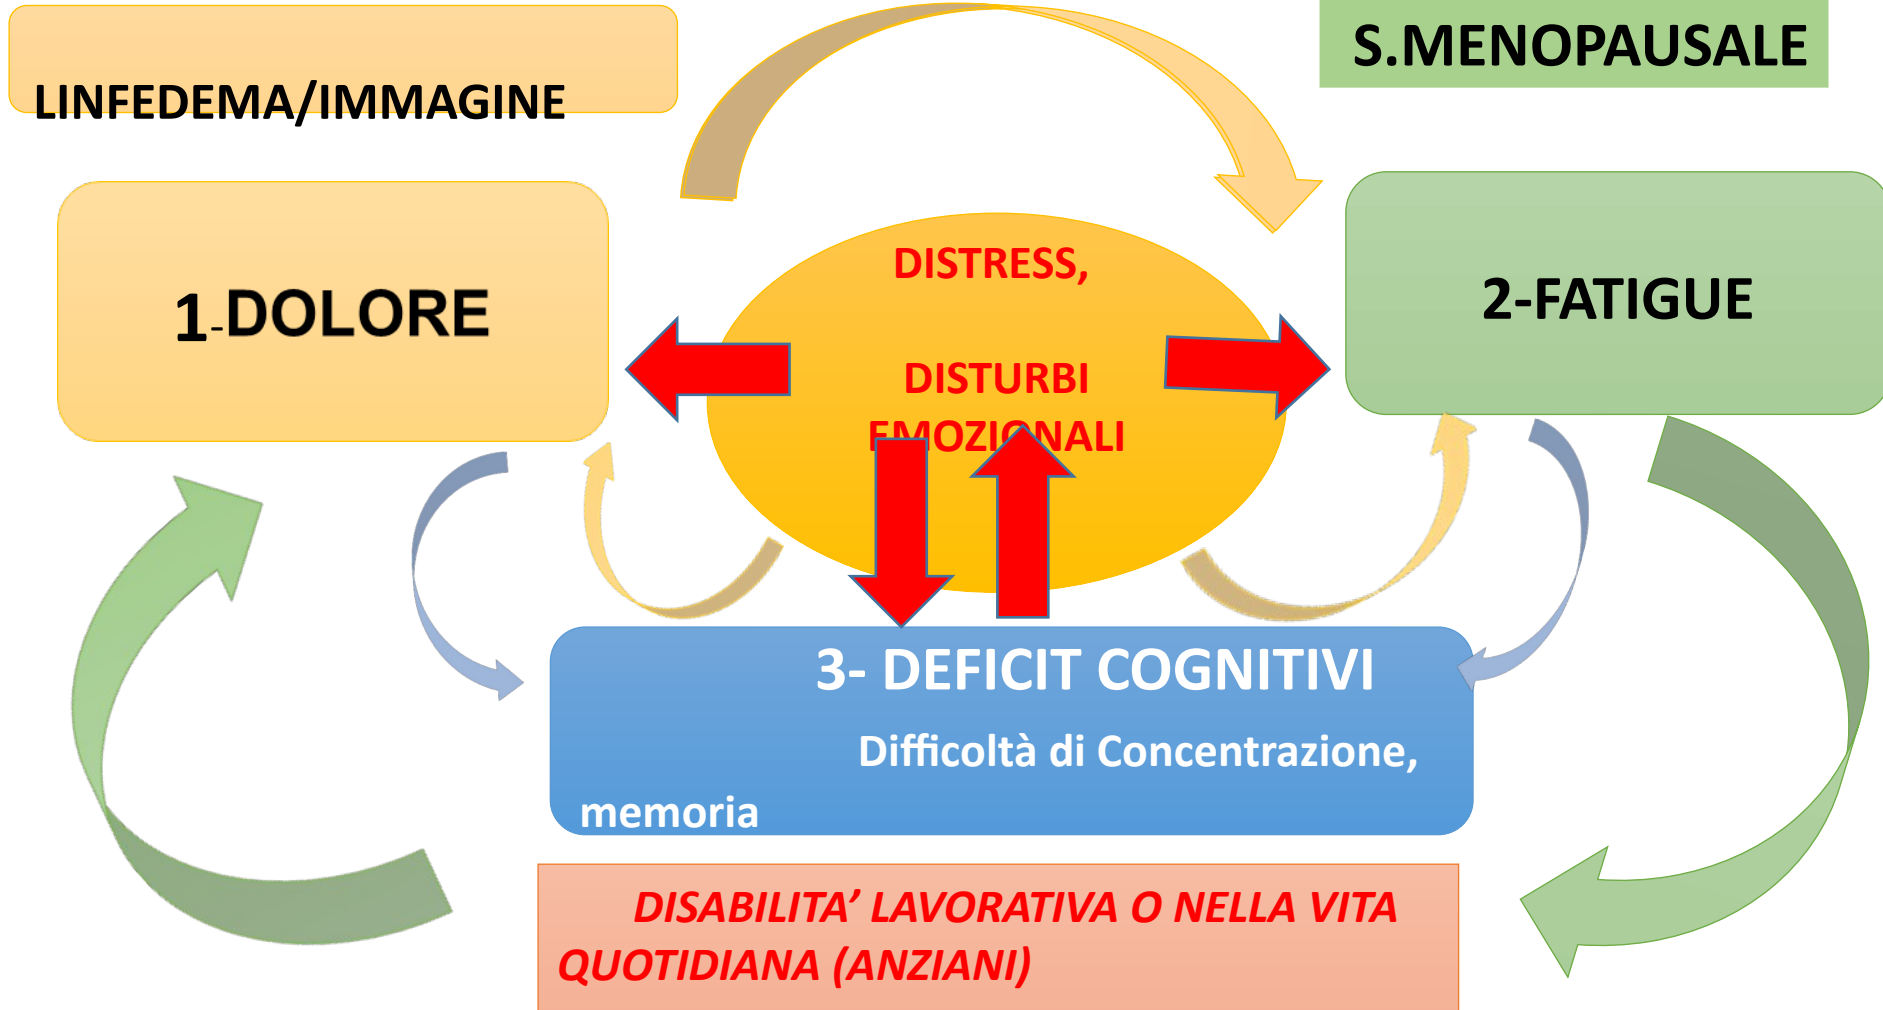 LINFEDEMA/IMMAGINE
S.MENOPAUSALE
1-DOLORE
DISTRESS,
DISTURBI
EMOZIONALI
2-FATIGUE
3- DEFICIT COGNITIVI
Difficoltà di Concentrazione,
memoria
DISABILITA’ LAVORATIVA O NELLA VITA
QUOTIDIANA (ANZIANI)